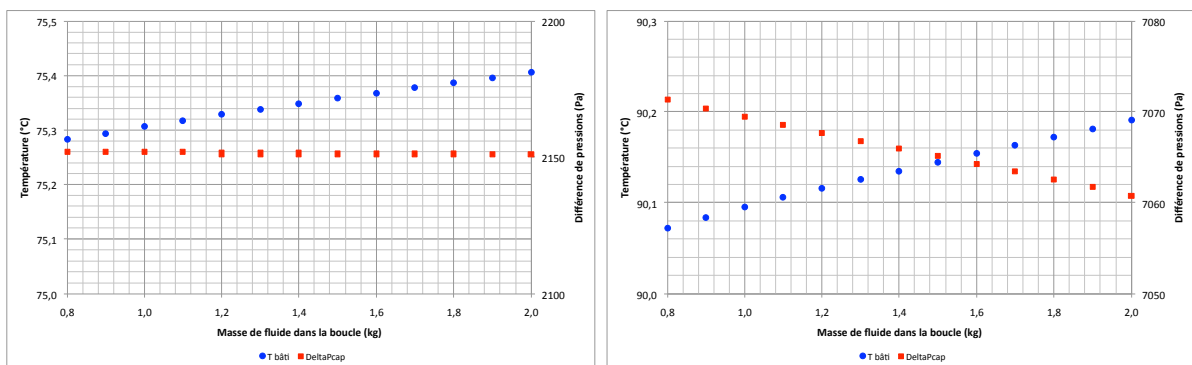 75,5
75,4
75,3
75,2
75,1
75,0
Température (°C)
2200
2150
2100
Différence de pressions (Pa)
0,8 1,0 1,2 1,4 1,6 1,8 2,0
Masse de fluide dans la boucle (kg)
T bâti DeltaPcap
90,3
90,2
90,1
90,0
Température (°C)
7080
7070
7060
7050
Différence de pressions (Pa)
0,8 1,0 1,2 1,4 1,6 1,8 2,0
Masse de fluide dans la boucle (kg)
T bâti DeltaPcap